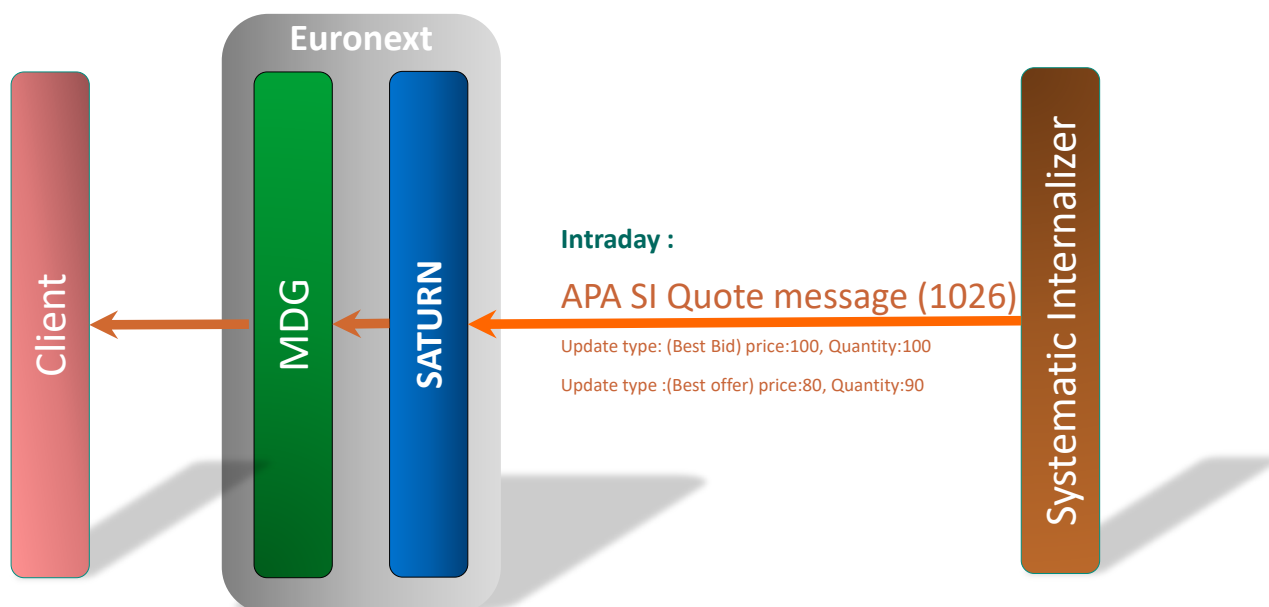 Euronext
Client
MDG
SATURN
Intraday :
APA SI Quote message (1026)
Update type: (Best Bid) price:100, Quantity:100
Update type :(Best offer) price:80, Quantity:90
Systematic Internalizer